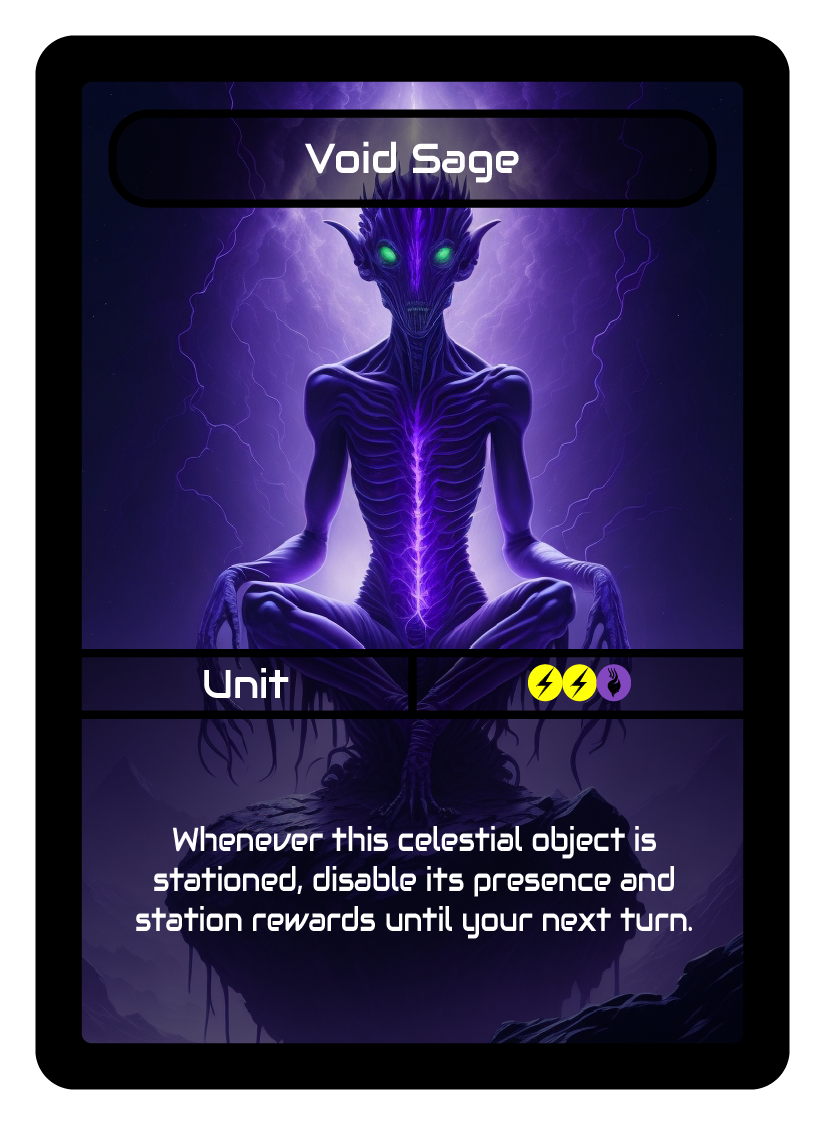 Void Sage
Unit
Whenever this celestial object is
stationed, disable its presence and
station rewards until your next turn.